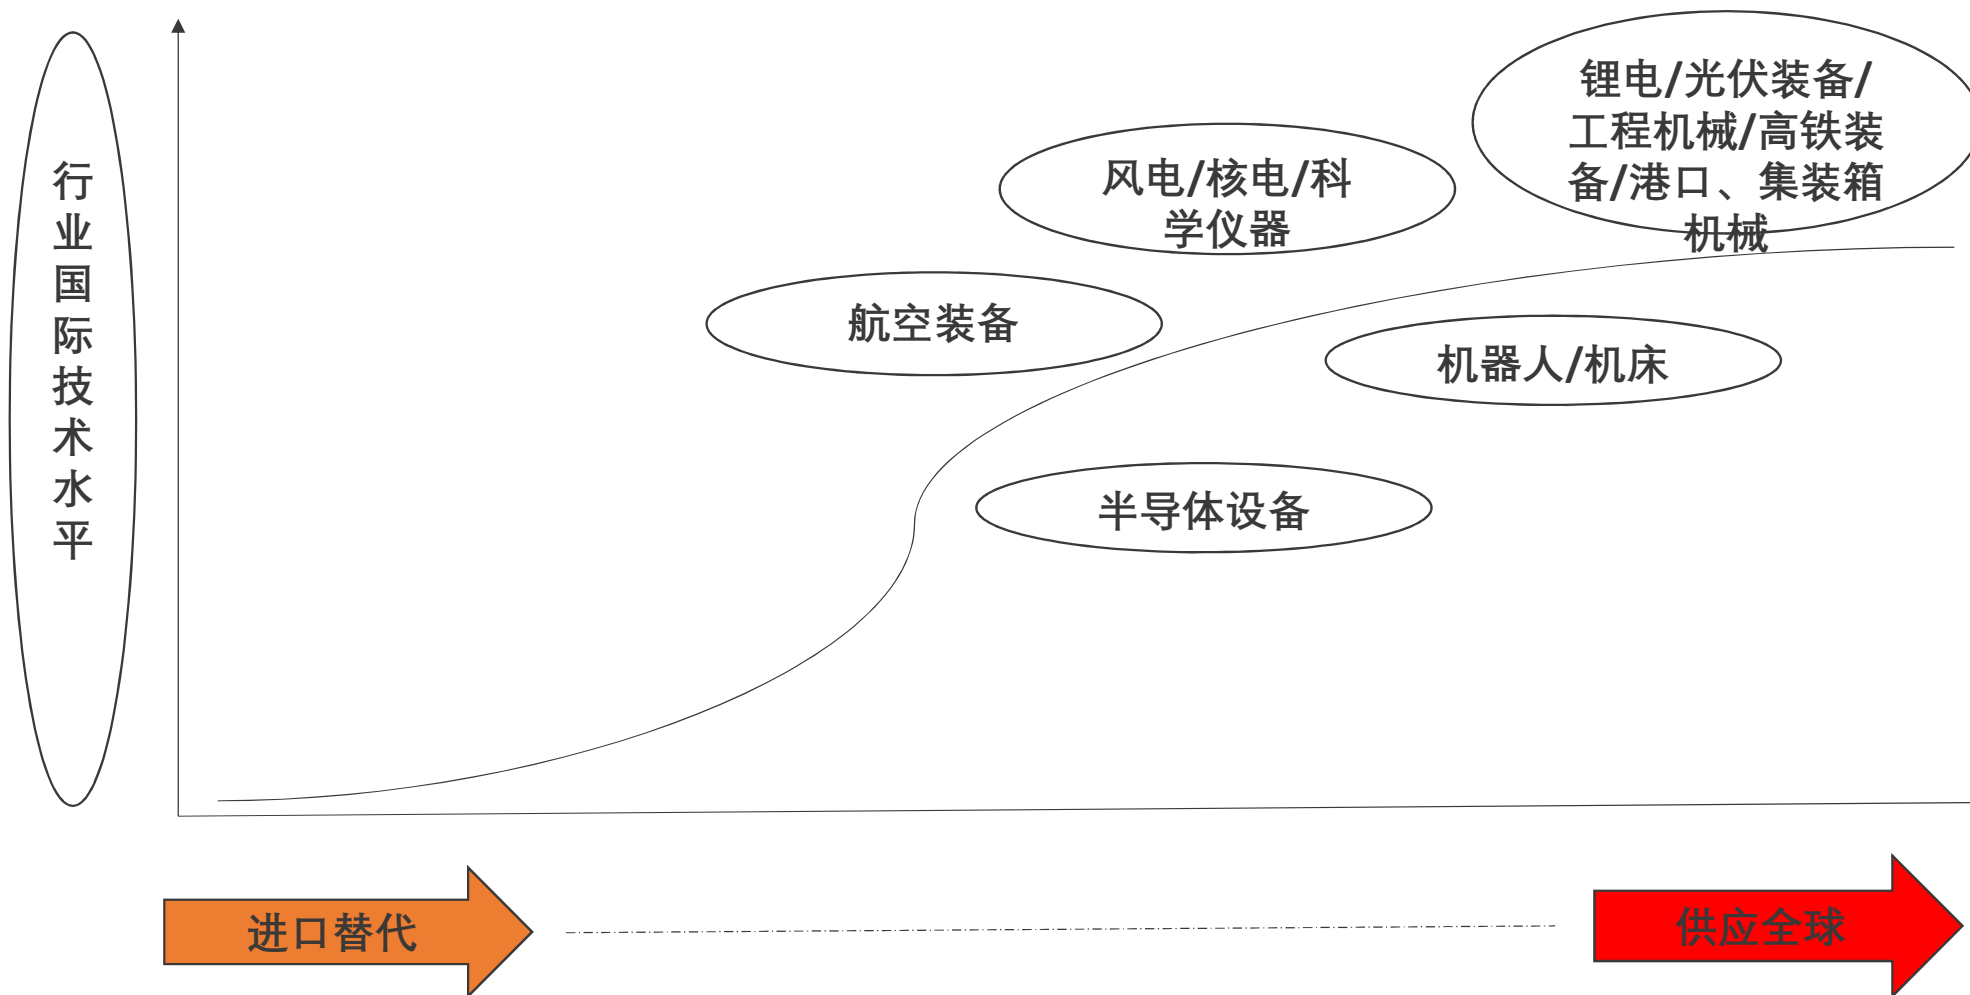 行
业
国
际
技
术
水
平
锂电/光伏装备/
工程机械/高铁装
备/港口、集装箱
机械
风电/核电/科
学仪器
航空装备
机器人/机床
半导体设备
进口替代
供应全球